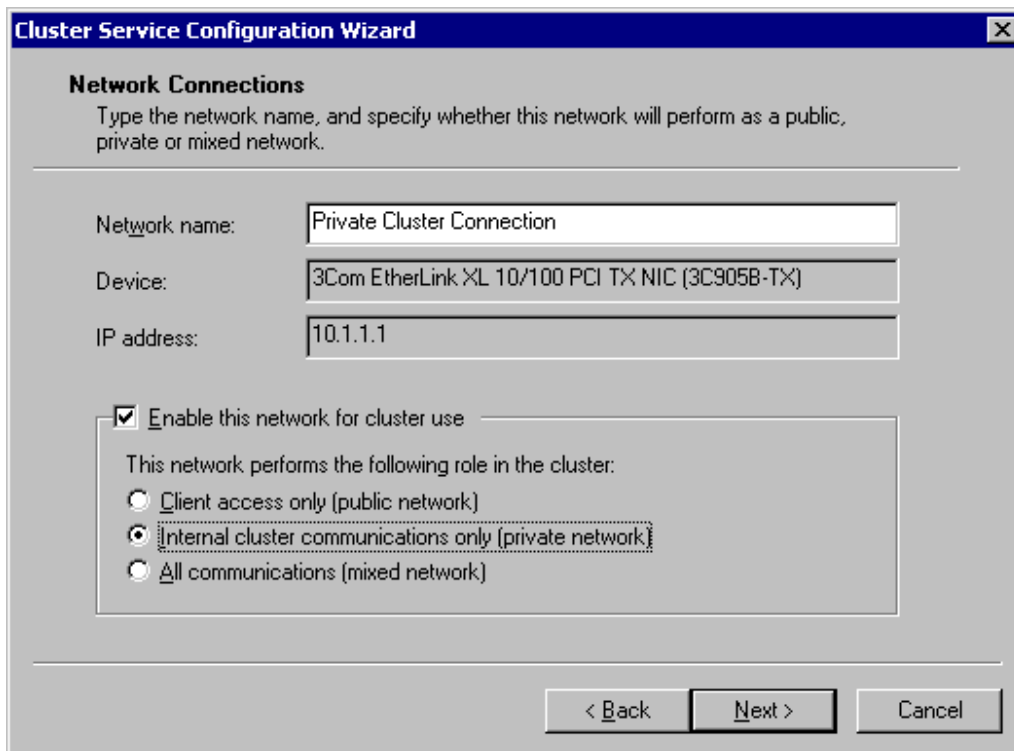 Cluster Service Configuration Wizard
Network Connections
Type the network name, and specify whether this network will perform as a public,
private or mixed network.
Network name:
Private Cluster Connection
Device:
3Com EtherLink XL 10/100 PCI TX NIC (3C905B-TX)
IP address:
10.1.1.1
Enable this network for cluster use
This network performs the following role in the cluster:
Client access only (public network)
Internal cluster communications only (private network)
All communications (mixed network)
< Back
Next >
Cancel